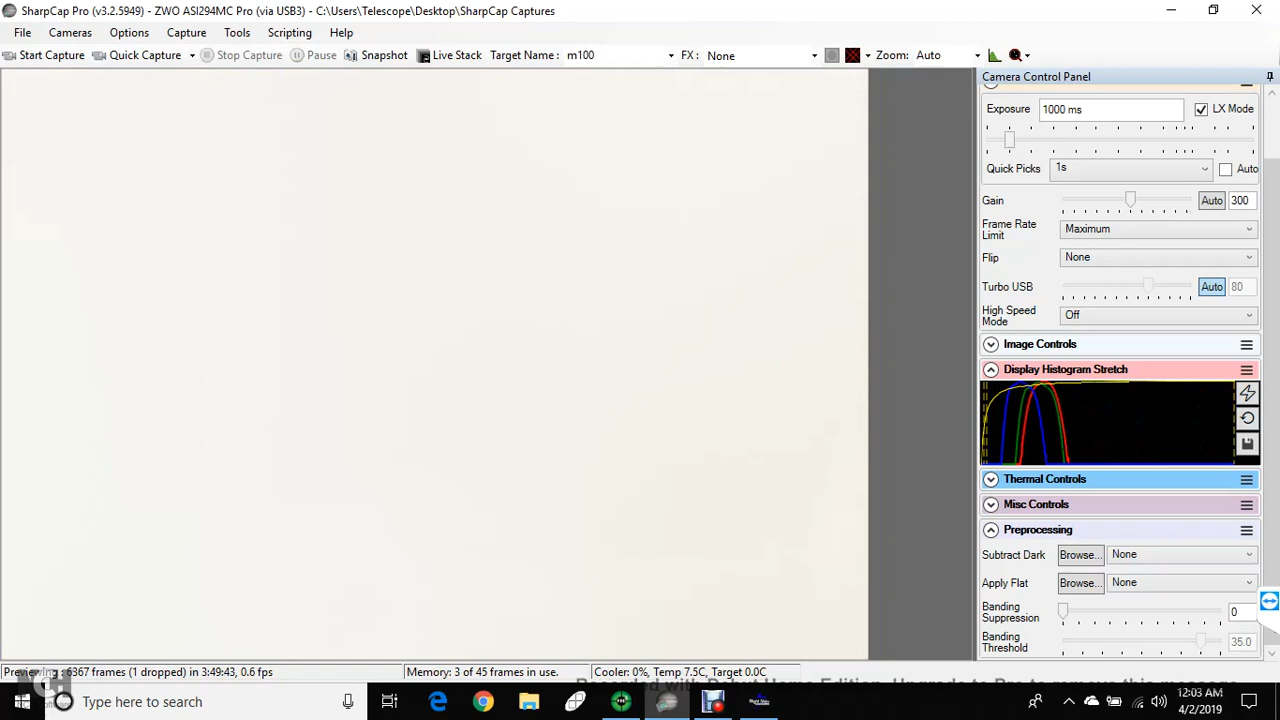 SharpCap Pro (v3.2.5949) - ZWO ASI294MC Pro (via USB3) - C:\Users\Telescope\Desktop\SharpCap Captures
File Cameras Options Capture Tools Scripting Help
Start Capture Quick Capture Stop Capture Pause Snapshot Live Stack Target Name : m100 FX : None Zoom: Auto
Camera Control Panel
Exposure 1000 ms LX Mode
Quick Picks 1s Auto
Gain Auto 300
Frame Rate Limit Maximum
Flip None
Turbo USB Auto 80
High Speed Mode Off
Image Controls
Display Histogram Stretch
Thermal Controls
Misc Controls
Preprocessing
Subtract Dark Browse... None
Apply Flat Browse... None
Banding Suppression 0
Banding Threshold 35.0
Previewing : 6367 frames (1 dropped) in 3:49:43, 0.6 fps Memory: 3 of 45 frames in use. Cooler: 0%, Temp 7.5C, Target 0.0C
Type here to search
12:03 AM
4/2/2019